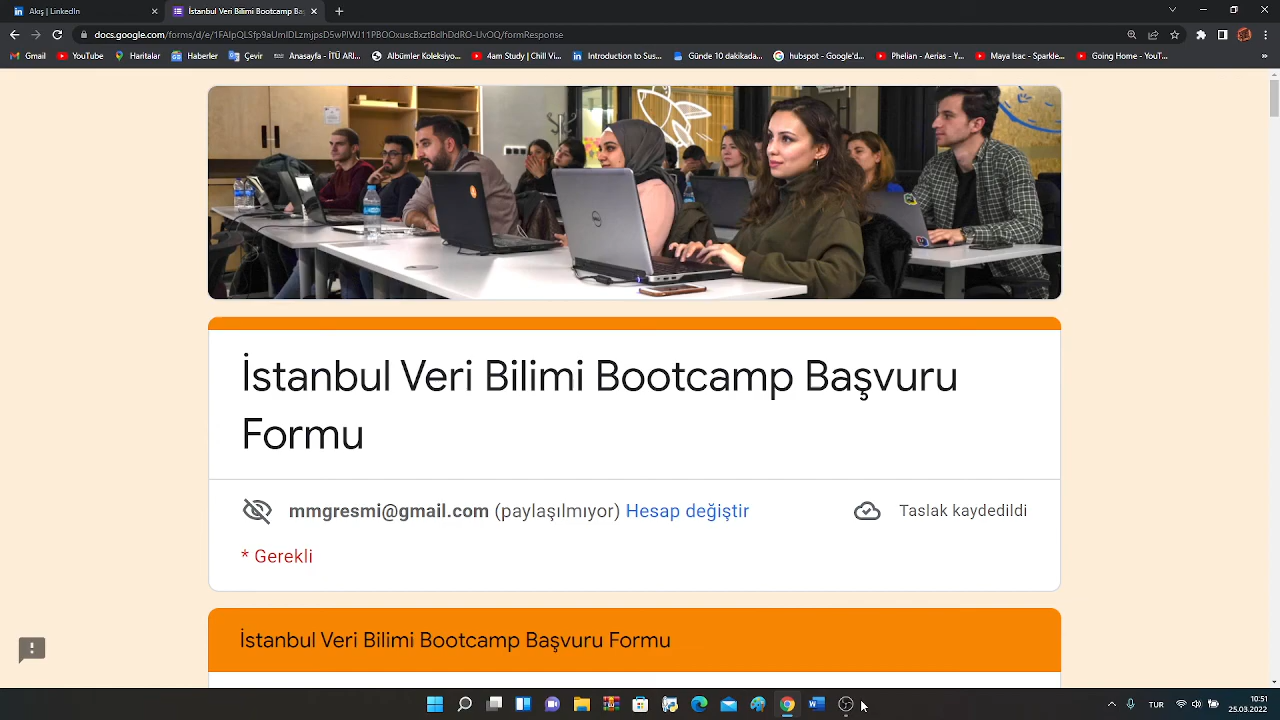 Akış | LinkedIn
İstanbul Veri Bilimi Bootcamp Ba
docs.google.com/forms/d/e/
/formResponse
Gmail
YouTube
Haritalar
Haberler
Çevir
Anasayfa - İTÜ ARI...
Albümler Koleksiyo...
4am Study | Chill Vi...
Introduction to Sus...
Günde 10 dakikada...
hubspot - Google'd...
Phelian - Aerias - Y...
Maya Isac - Sparkle...
Going Home - YouT...
İstanbul Veri Bilimi Bootcamp Başvuru
Formu
mmgresmi@gmail.com (paylaşılmıyor) Hesap değiştir
Taslak kaydedildi
* Gerekli
İstanbul Veri Bilimi Bootcamp Başvuru Formu
TUR
10:51
25.09.2022